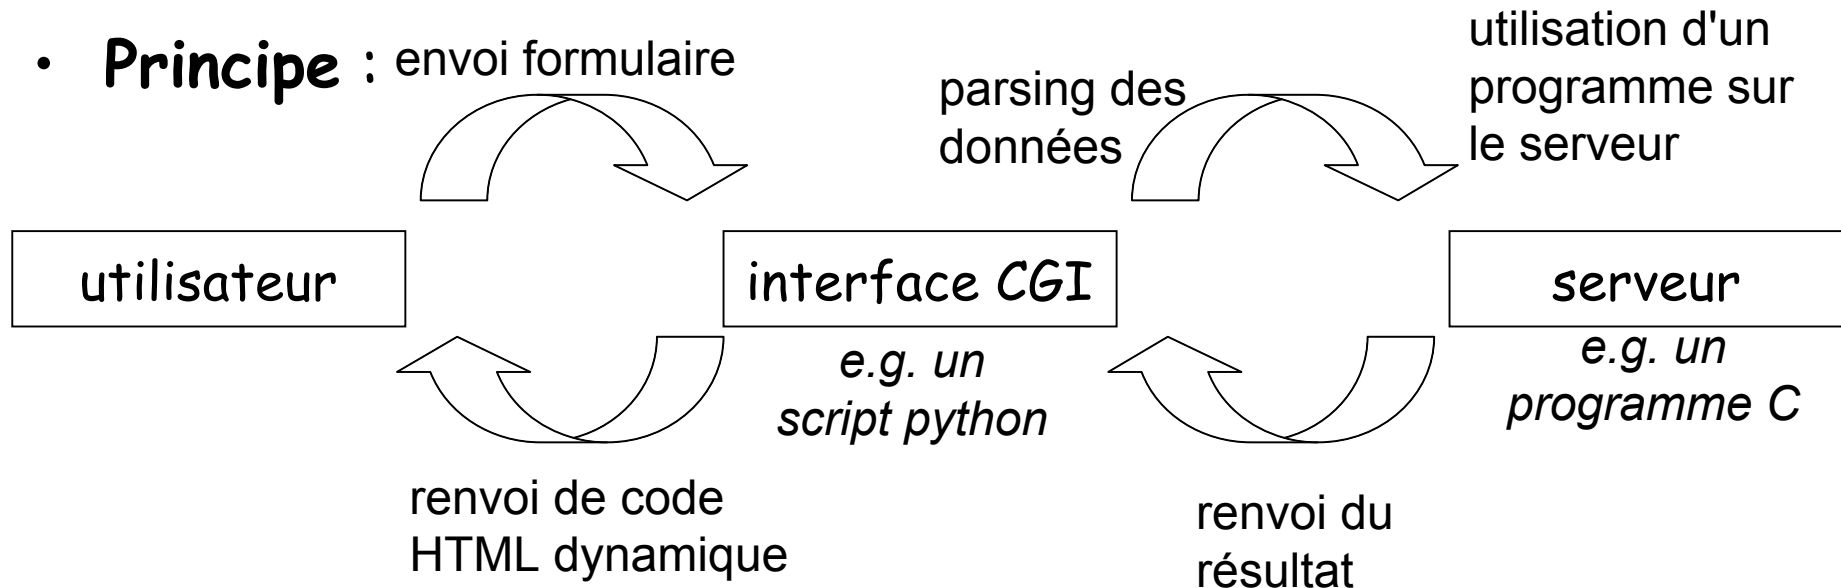 • Principe : envoi formulaire
parsing des
données
utilisation d'un
programme sur
le serveur
utilisateur
interface CGI
serveur
e.g. un
script python
e.g. un
programme C
renvoi de code
HTML dynamique
renvoi du
résultat